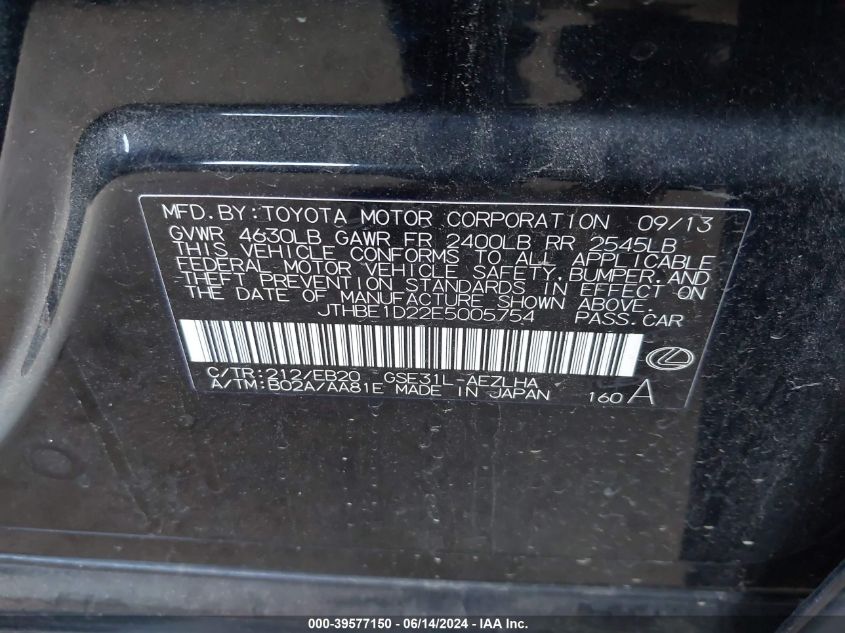 MFD.BY:TOYOTA MOTOR CORPORATION 09/13
GVWR 4630LB GAWR FR 2400LB RR 2545LB
THIS VEHICLE CONFORMS TO ALL APPLICABLE
FEDERAL MOTOR VEHICLE SAFETY, BUMPER, AND
THEFT PREVENTION STANDARDS IN EFFECT ON
THE DATE OF MANUFACTURE SHOWN ABOVE.
JTHBE1D22E5005754 PASS.CAR
C/TR:212/EB20 GSE31L-AEZLHA
A/TM:B02A/AA81E MADE IN JAPAN 160 A
000-39577150 - 06/14/2024 - IAA Inc.